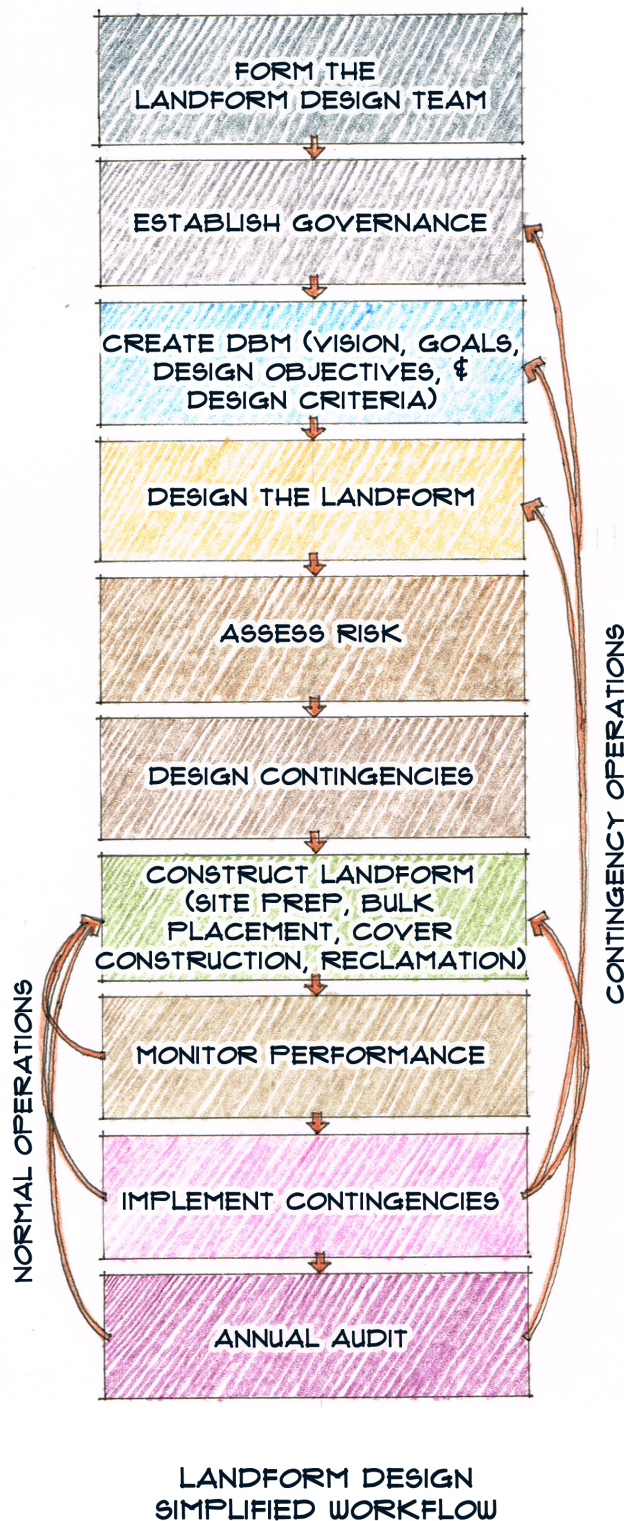 FORM THE
LANDFORM DESIGN TEAM
ESTABLISH GOVERNANCE
CREATE DBM (VISION, GOALS,
DESIGN OBJECTIVES, &
DESIGN CRITERIA)
DESIGN THE LANDFORM
ASSESS RISK
DESIGN CONTINGENCIES
CONSTRUCT LANDFORM
(SITE PREP, BULK
PLACEMENT, COVER
CONSTRUCTION, RECLAMATION)
MONITOR PERFORMANCE
IMPLEMENT CONTINGENCIES
ANNUAL AUDIT
NORMAL OPERATIONS
CONTINGENCY OPERATIONS
LANDFORM DESIGN
SIMPLIFIED WORKFLOW